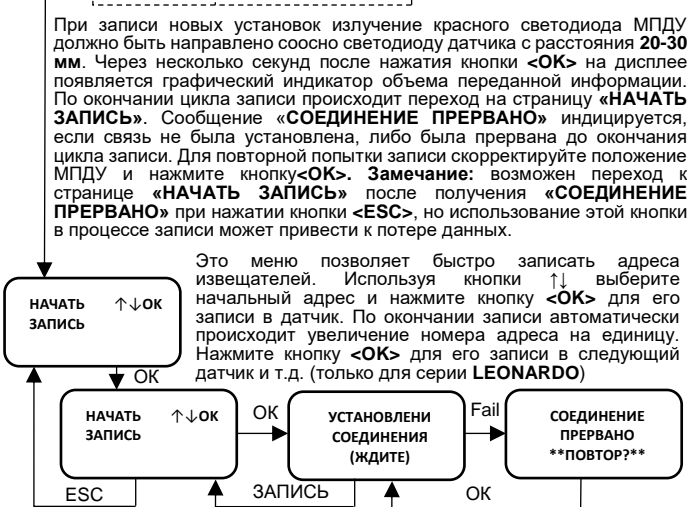 При записи новых установок излучение красного светодиода МПДУ
должно быть направлено соосно светодиоду датчика с расстояния 20-30
мм. Через несколько секунд после нажатия кнопки <OK> на дисплее
появляется графический индикатор объема переданной информации.
По окончании цикла записи происходит переход на страницу «НАЧАТЬ
ЗАПИСЬ». Сообщение «СОЕДИНЕНИЕ ПРЕРВАНО» индицируется,
если связь не была установлена, либо была прервана до окончания
цикла записи. Для повторной попытки записи скорректируйте положение
МПДУ и нажмите кнопку<OK>. Замечание: возможен переход к
странице «НАЧАТЬ ЗАПИСЬ» после получения «СОЕДИНЕНИЕ
ПРЕРВАНО» при нажатии кнопки <ESC>, но использование этой кнопки
в процессе записи может привести к потере данных.
Это меню позволяет быстро записать адреса
извещателей. Используя кнопки ↑↓ выберите
начальный адрес и нажмите кнопку <OK> для его
записи в датчик. По окончании записи автоматически
происходит увеличение номера адреса на единицу.
Нажмите кнопку <OK> для его записи в следующий
датчик и т.д. (только для серии LEONARDO)
НАЧАТЬ ↑↓ОК
ЗАПИСЬ
OK
НАЧАТЬ ↑↓ОК
ЗАПИСЬ
OK
УСТАНОВЛЕНИ
СОЕДИНЕНИЯ
(ЖДИТЕ)
Fail
СОЕДИНЕНИЕ
ПРЕРВАНО
**ПОВТОР?**
ESC
ЗАПИСЬ
OK